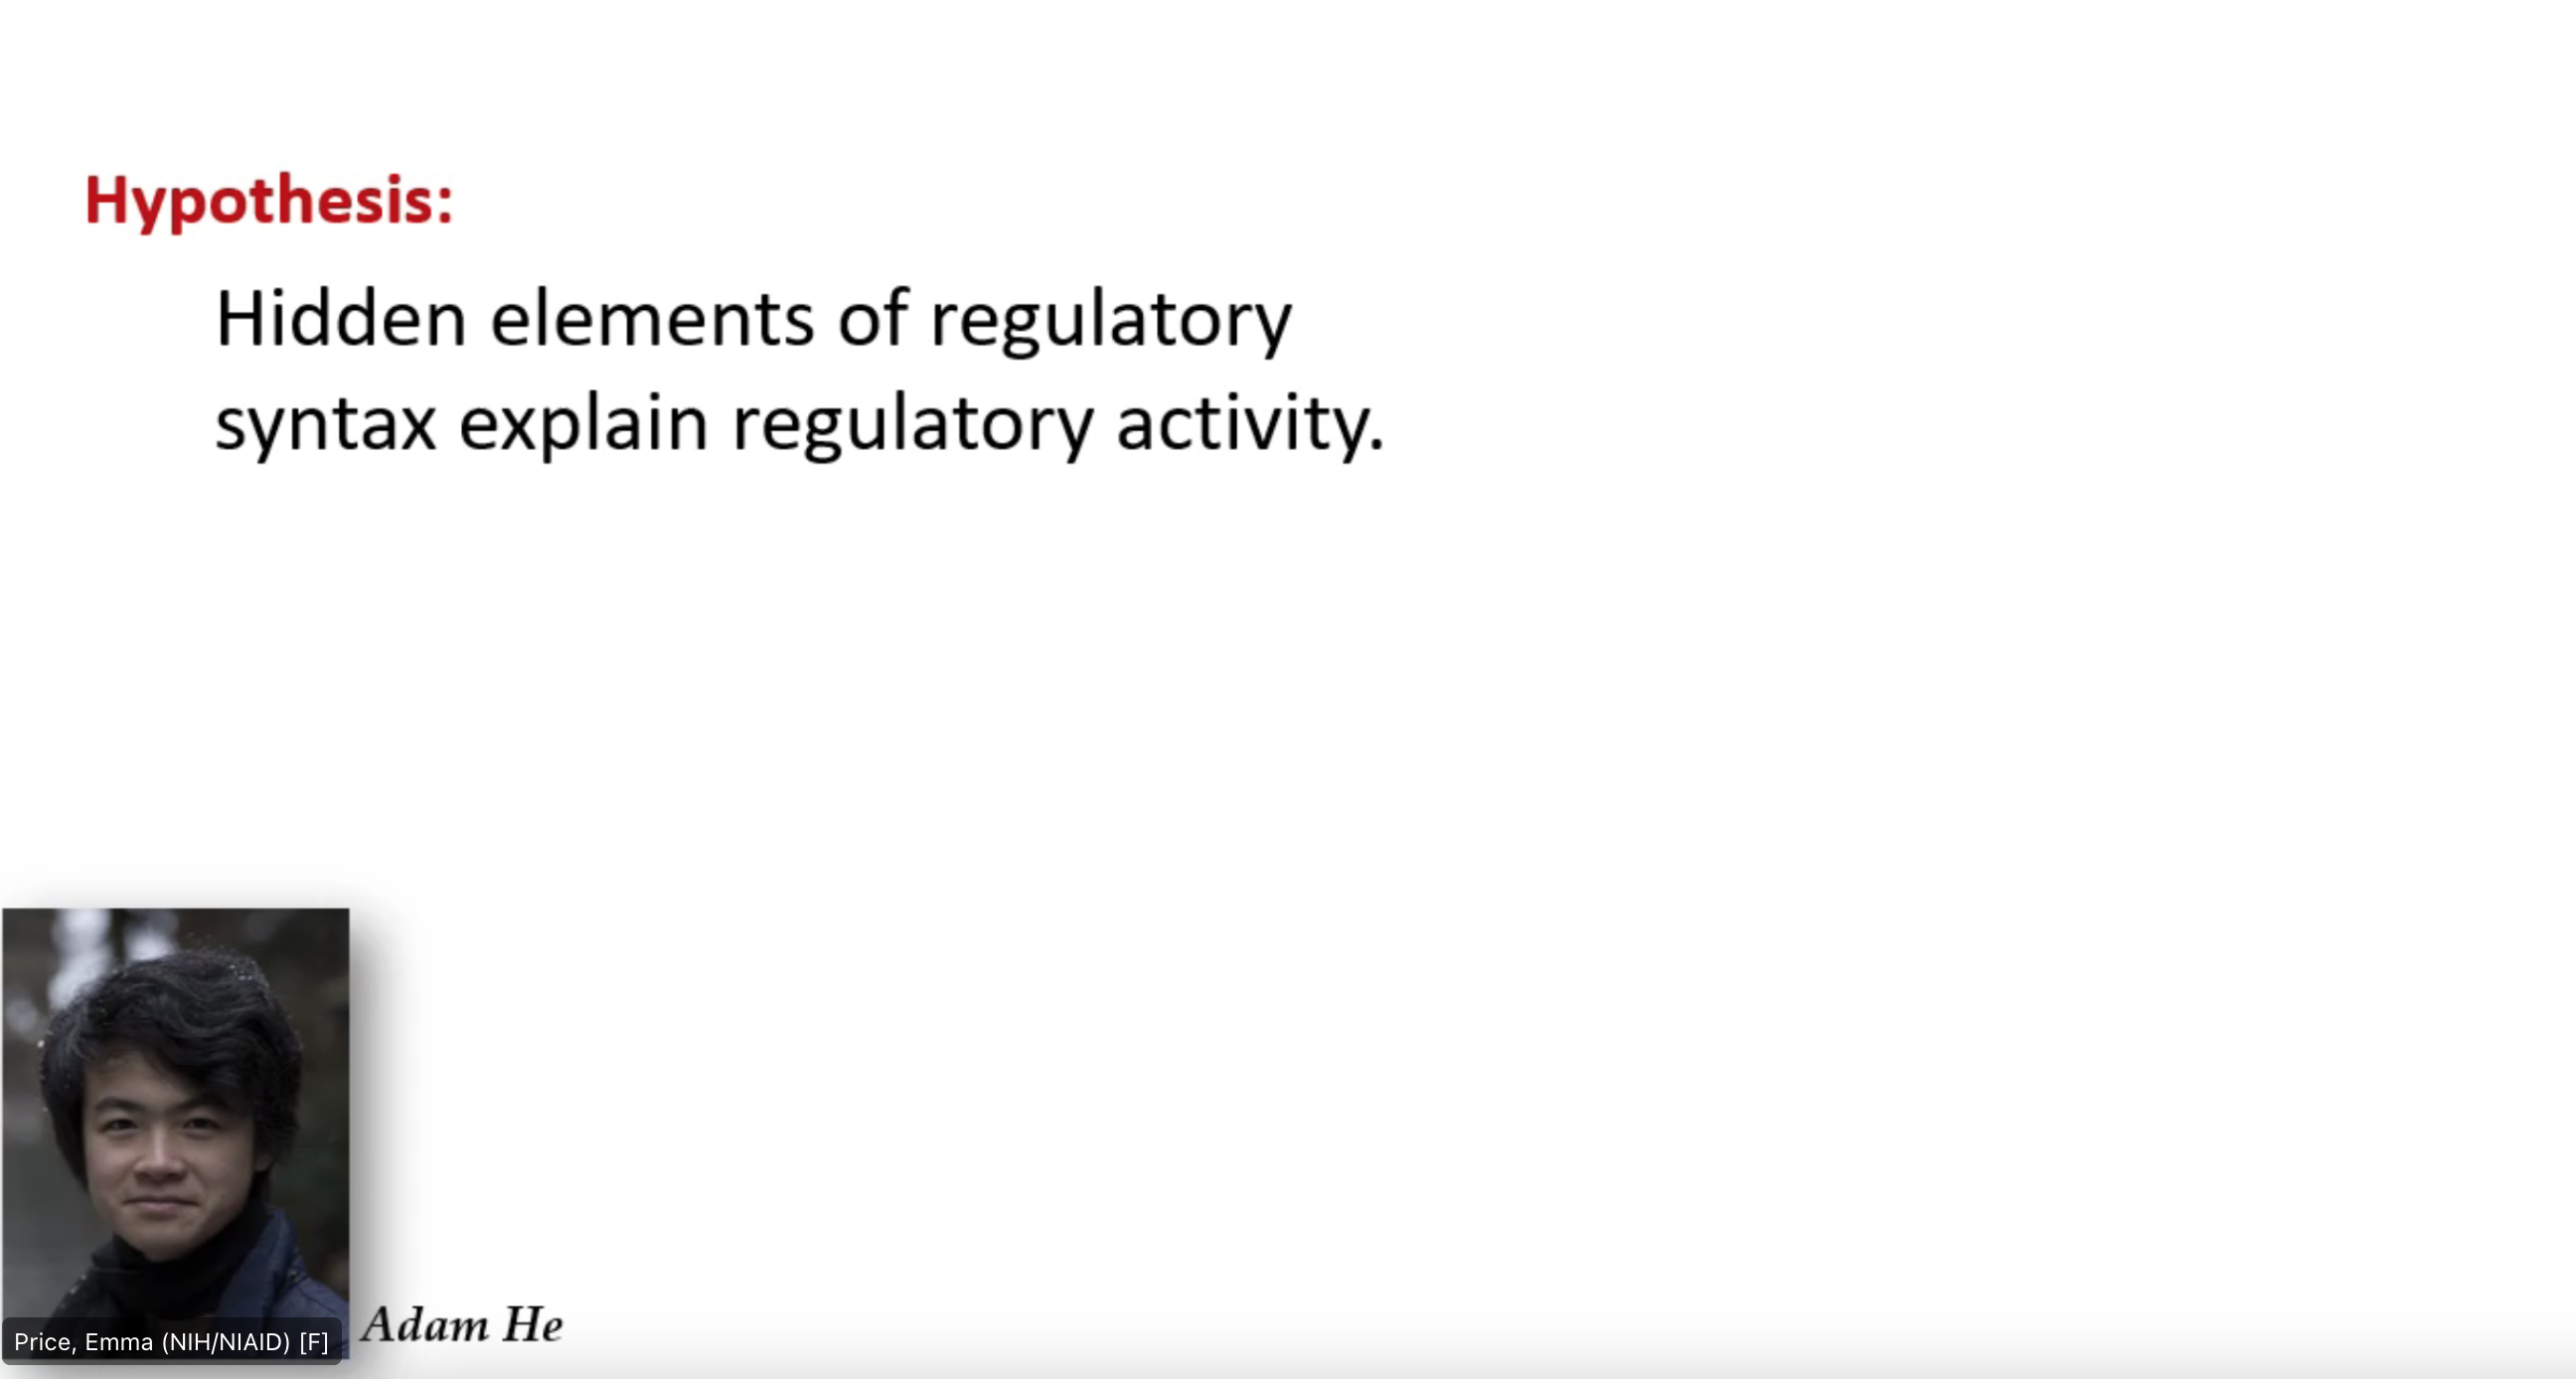 Hypothesis:
Hidden elements of regulatory
syntax explain regulatory activity.
Adam He
Price, Emma (NIH/NIAID) [F]